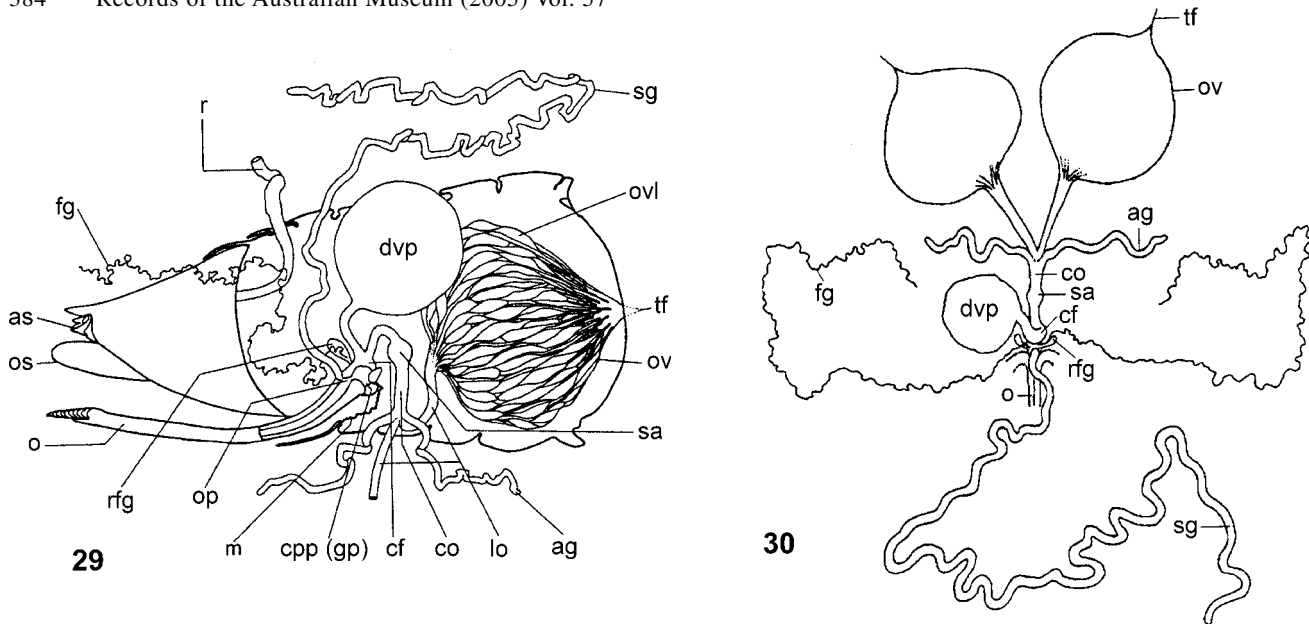 384 Records of the Australian Museum (2005) Vol. 57
sg
r
ovl
fg
dvp
as
tf
os
ov
o
sa
rfg
op
m
cpp (gp)
cf
co
lo
ag
29
tf
ov
ag
co
fg
sa
dvp
cf
rfg
o
sg
30